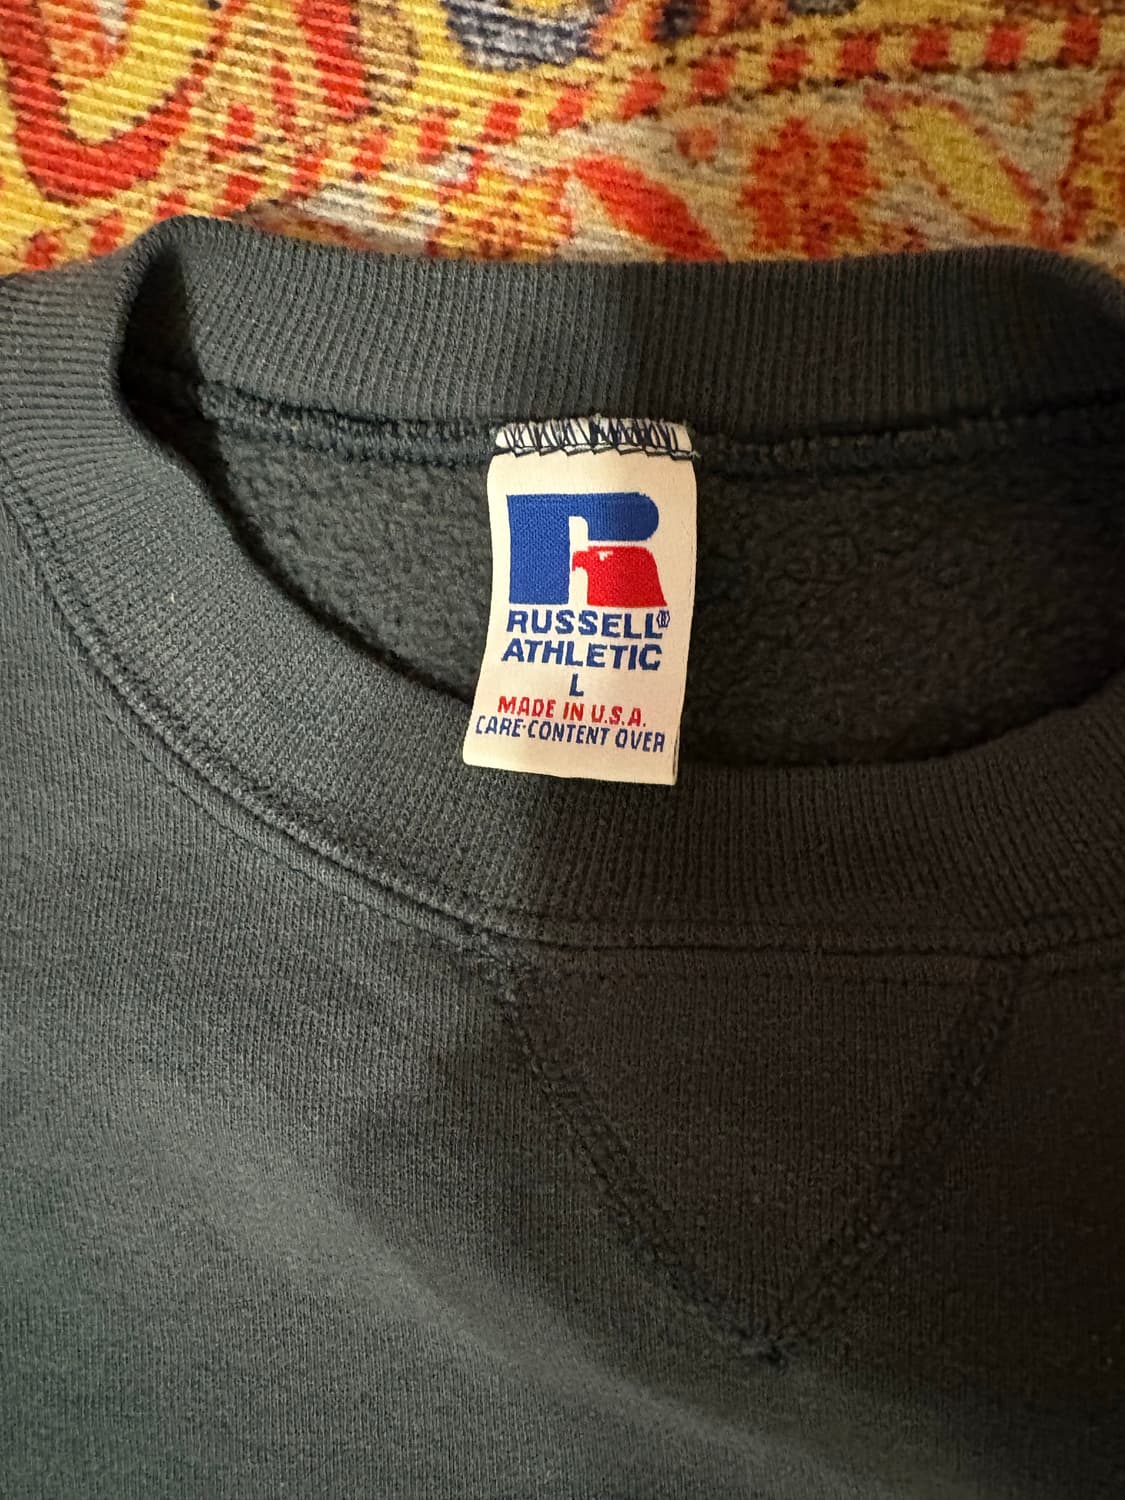 RUSSELL®
ATHLETIC
L
MADE IN U.S.A.
CARE-CONTENT OVER